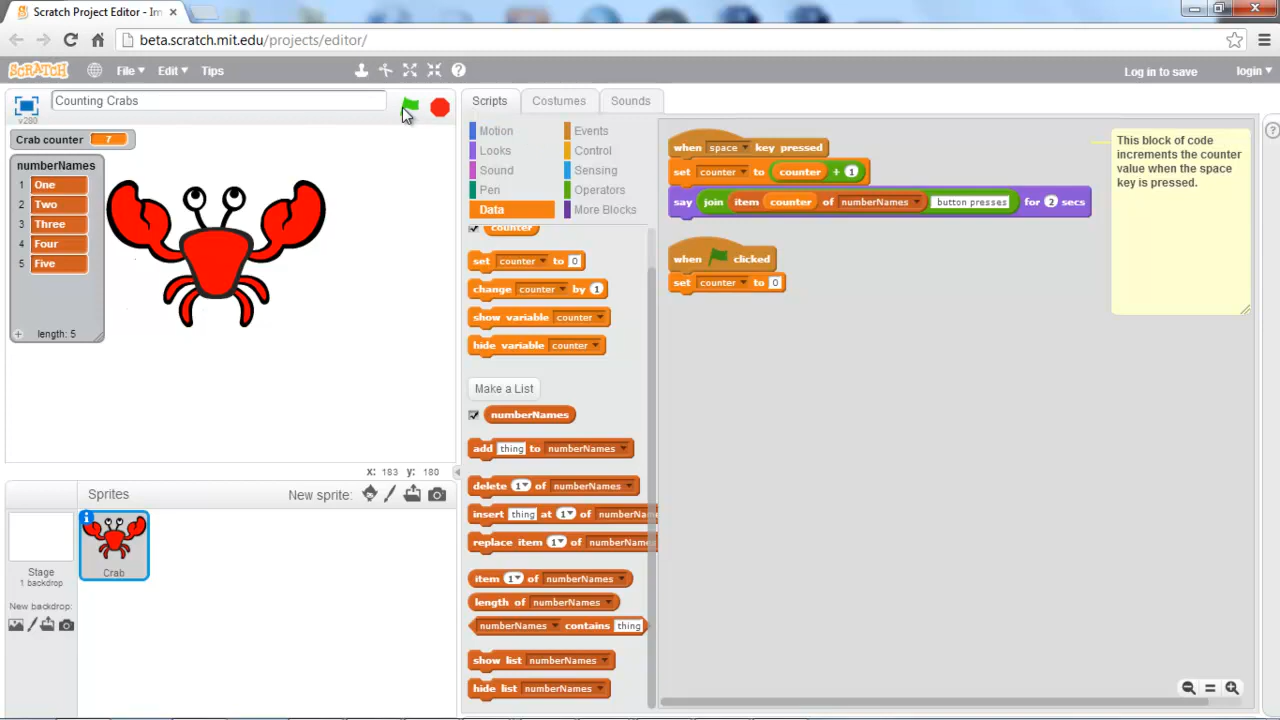 Scratch Project Editor - Im
beta.scratch.mit.edu/projects/editor/
SCRATCH File Edit Tips Log in to save login
v280 Counting Crabs
Crab counter 7
numberNames
1 One
2 Two
3 Three
4 Four
5 Five
+ length: 5
x: 183 y: 180
Sprites New sprite:
Stage
1 backdrop
New backdrop:
Crab
Scripts Costumes Sounds
Motion Events
Looks Control
Sound Sensing
Pen Operators
Data More Blocks
counter
set counter to 0
change counter by 1
show variable counter
hide variable counter
Make a List
numberNames
add thing to numberNames
delete 1 of numberNames
insert thing at 1 of numberNam
replace item 1 of numberName
item 1 of numberNames
length of numberNames
numberNames contains thing
show list numberNames
hide list numberNames
when space key pressed
set counter to counter + 1
say join item counter of numberNames button presses for 2 secs
when clicked
set counter to 0
This block of code
increments the counter
value when the space
key is pressed.